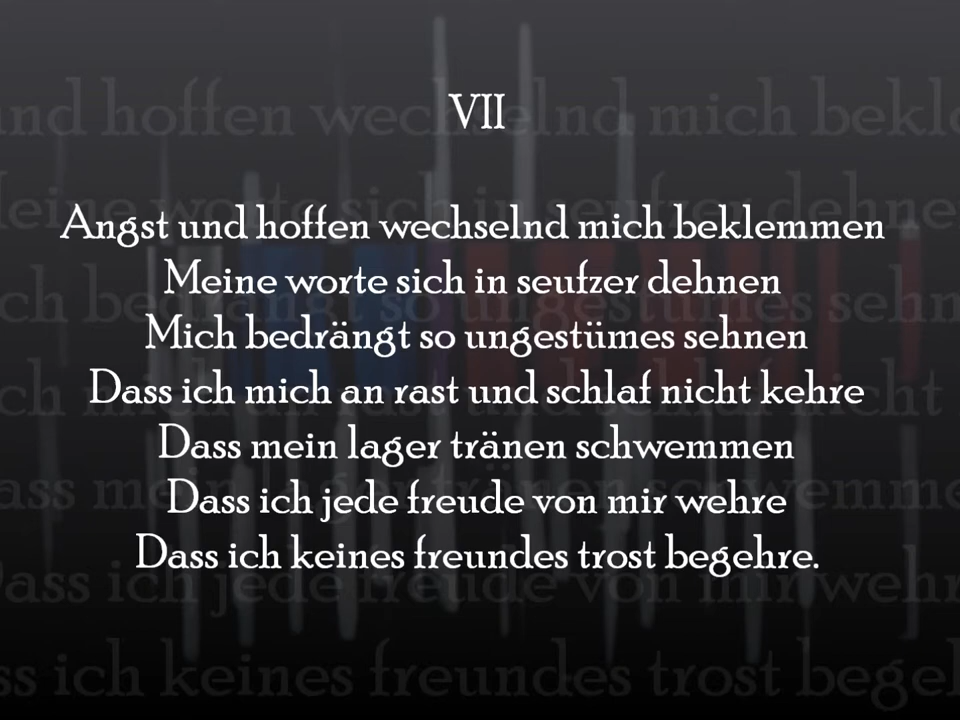 VII
Angst und hoffen wechselnd mich beklemmen
Meine worte sich in seufzer dehnen
Mich bedrängt so ungestümes sehnen
Dass ich mich an rast und schlaf nicht kehre
Dass mein lager tränen schwemmen
Dass ich jede freude von mir wehre
Dass ich keines freundes trost begehre.